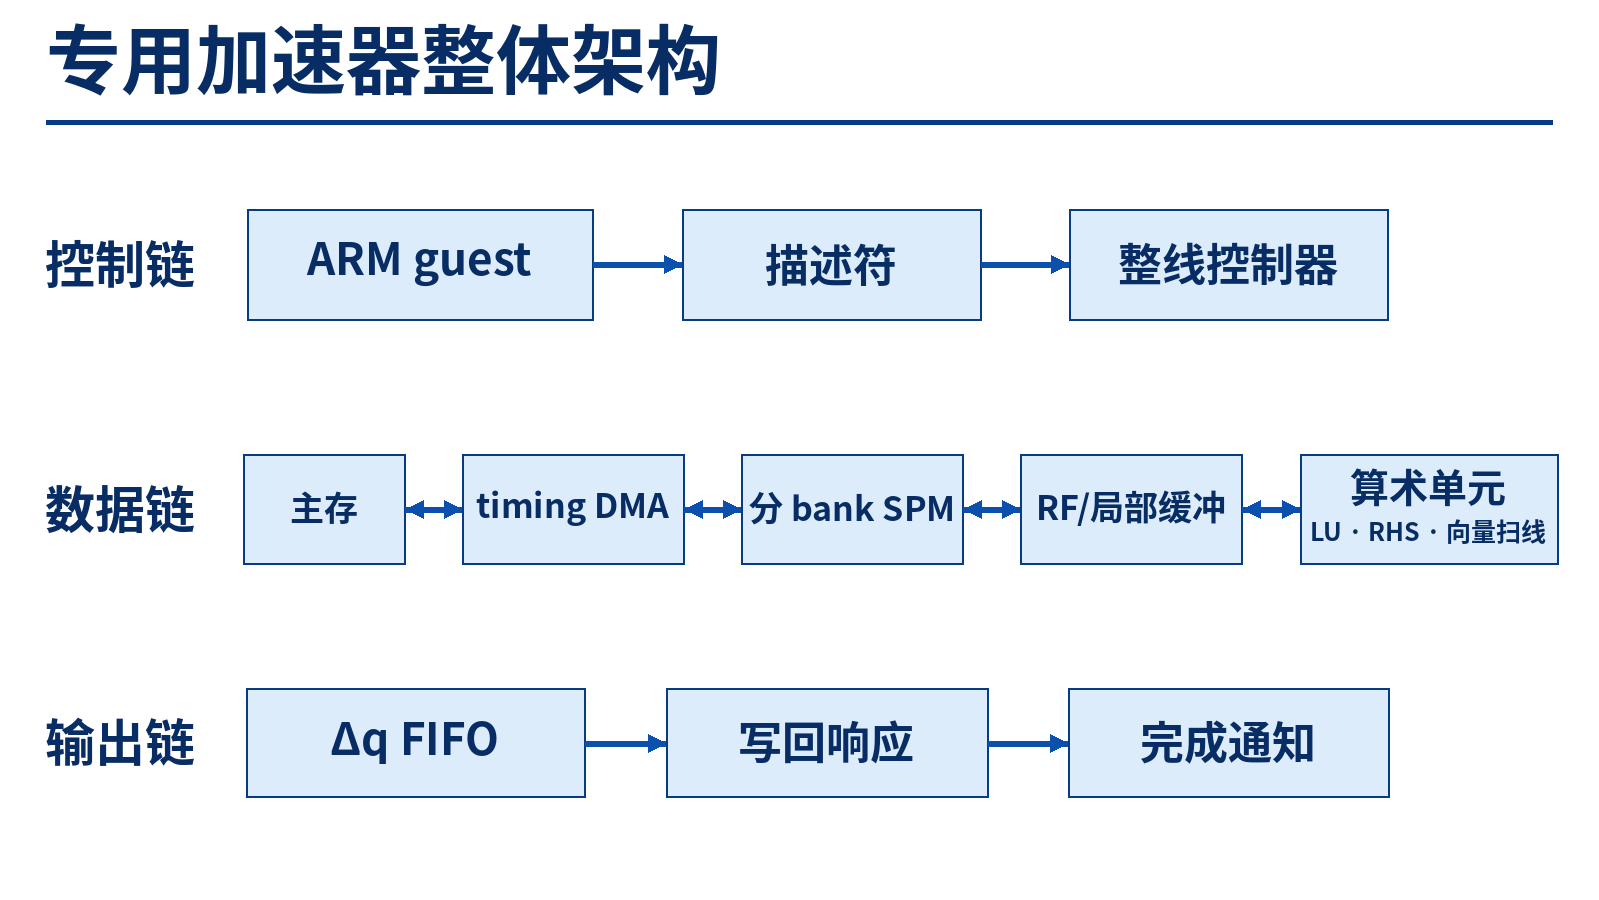 专用加速器整体架构
控制链
ARM guest
描述符
整线控制器
数据链
主存
timing DMA
分 bank SPM
RF/局部缓冲
算术单元
LU · RHS · 向量扫线
输出链
Δq FIFO
写回响应
完成通知